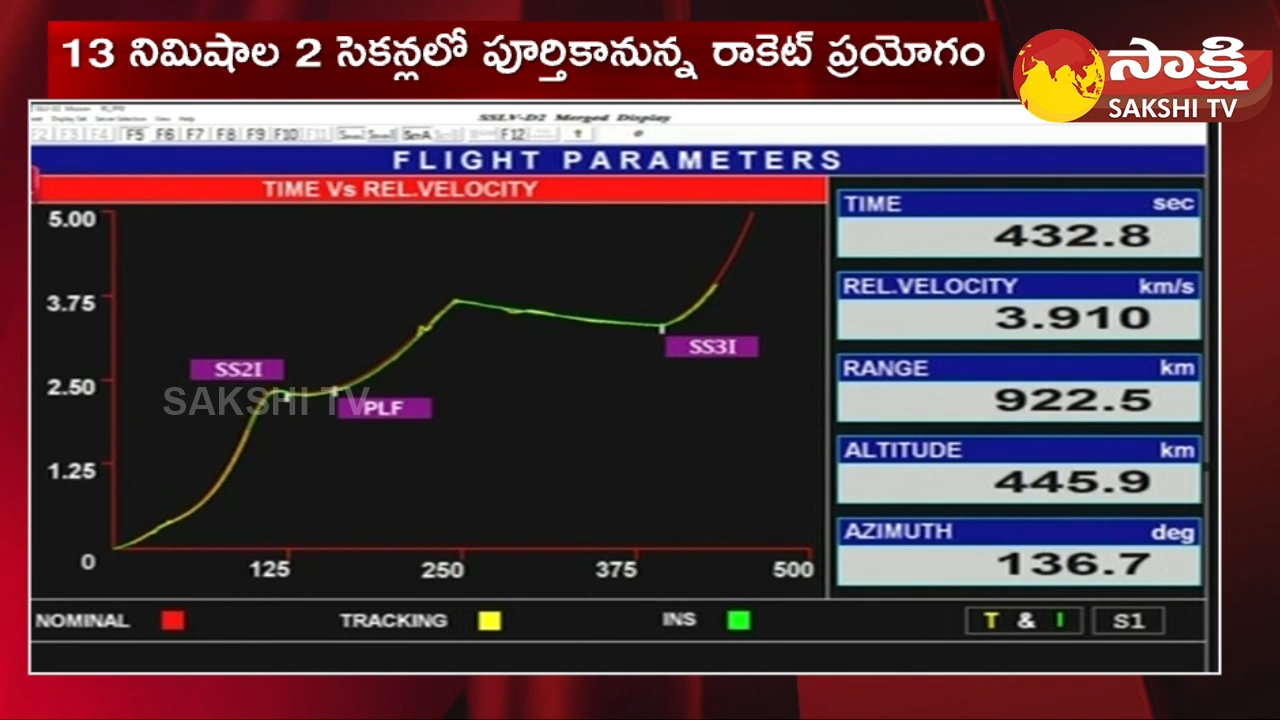 13 నిమిషాల 2 సెకన్లలో పూర్తికానున్న రాకెట్ ప్రయోగం
సాక్షి
SAKSHI TV
SSLV-D2 Merged Display
F5 F6 F7 F8 F9 F10 F12
FLIGHT PARAMETERS
TIME Vs REL.VELOCITY
5.00
3.75
2.50
1.25
0
125 250 375 500
SS2I
PLF
SS3I
SAKSHI TV
TIME sec
432.8
REL.VELOCITY km/s
3.910
RANGE km
922.5
ALTITUDE km
445.9
AZIMUTH deg
136.7
NOMINAL TRACKING INS T & I S1